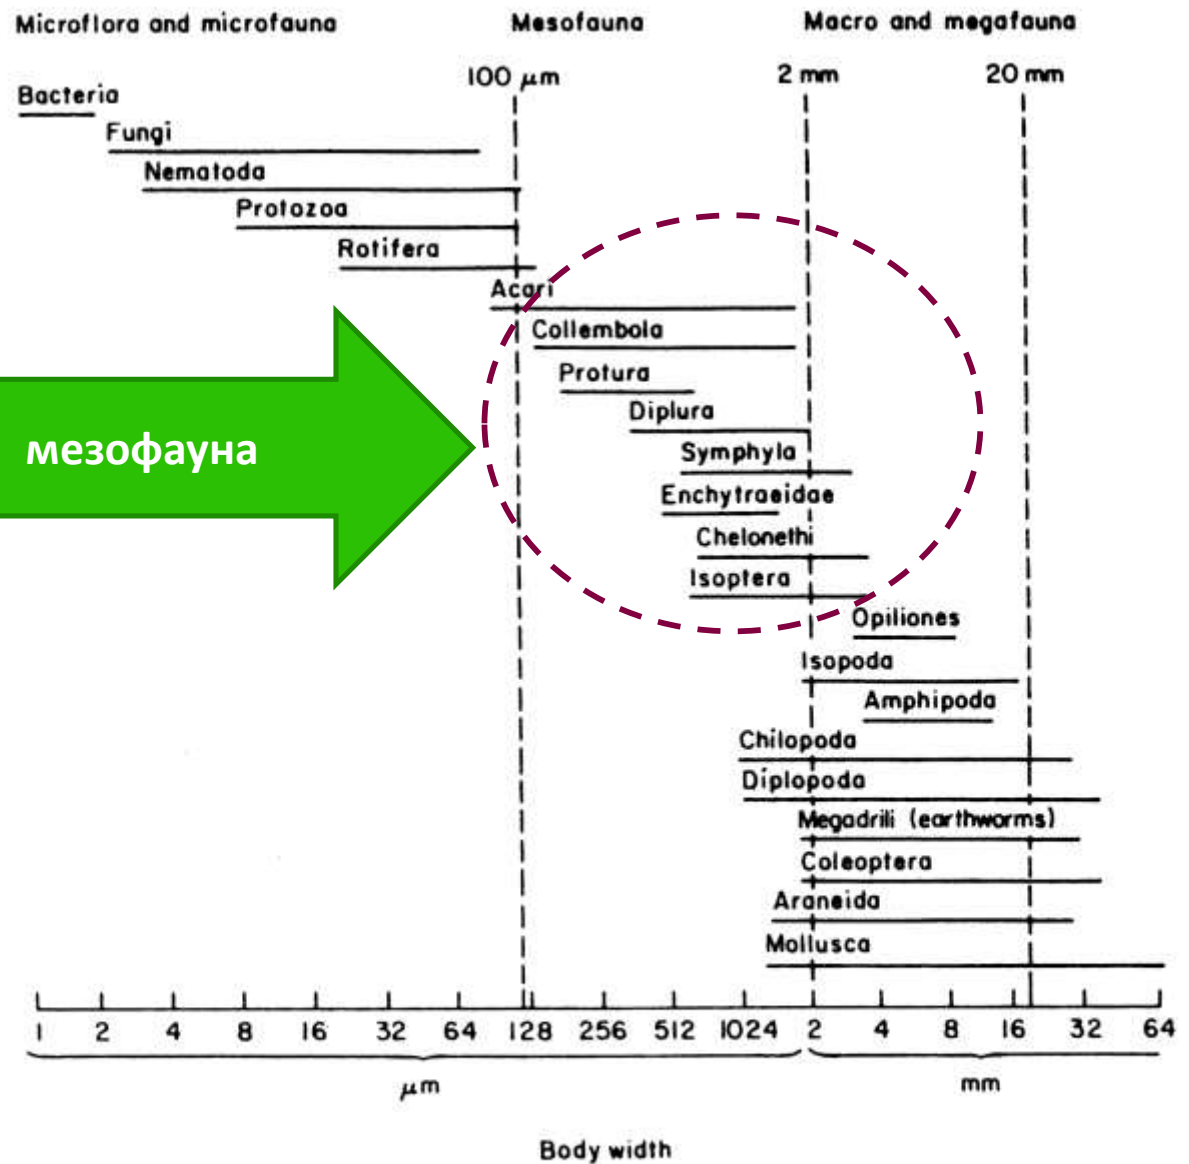 Microflora and microfauna Mesofauna Macro and megafauna
100 μm 2 mm 20 mm
Bacteria
Fungi
Nematoda
Protozoa
Rotifera
Acari
Collembola
Protura
Diplura
мезофауна
Symphyla
Enchytraeidae
Chelonethi
Isoptera
Opiliones
Isopoda
Amphipoda
Chilopoda
Diplopoda
Megadrili (earthworms)
Coleoptera
Araneida
Mollusca
1 2 4 8 16 32 64 128 256 512 1024 2 4 8 16 32 64
μm mm
Body width